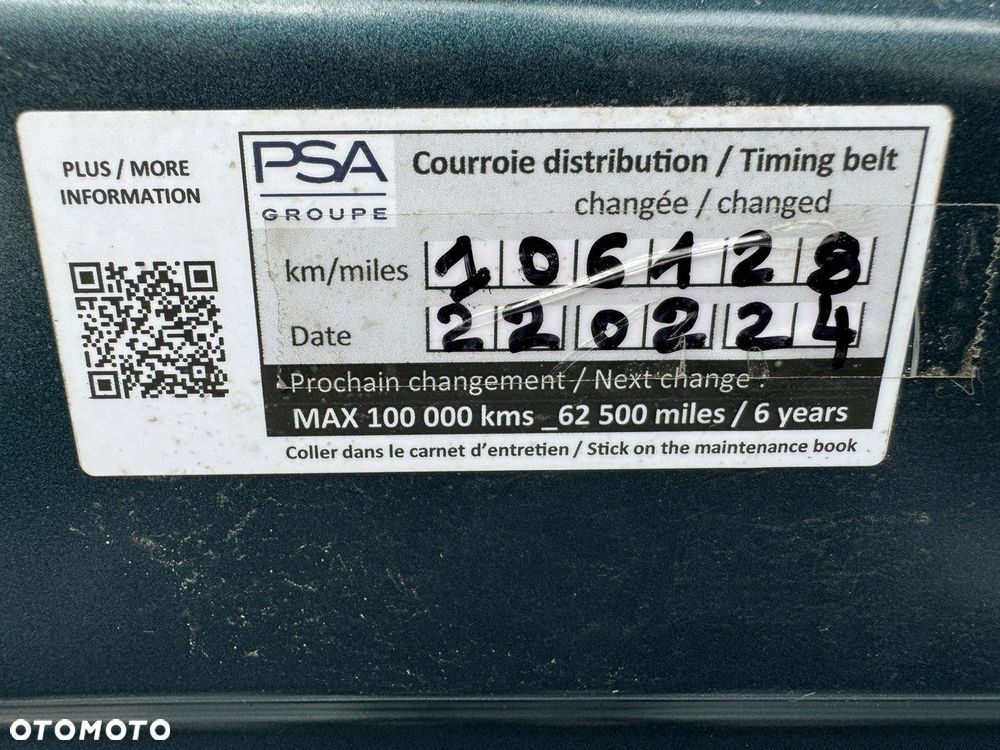 PLUS / MORE
INFORMATION
PSA
GROUPE
Courroie distribution / Timing belt
changée / changed
km/miles 106128
Date 220224
Prochain changement / Next change :
MAX 100 000 kms _62 500 miles / 6 years
Coller dans le carnet d'entretien / Stick on the maintenance book
OTOMOTO